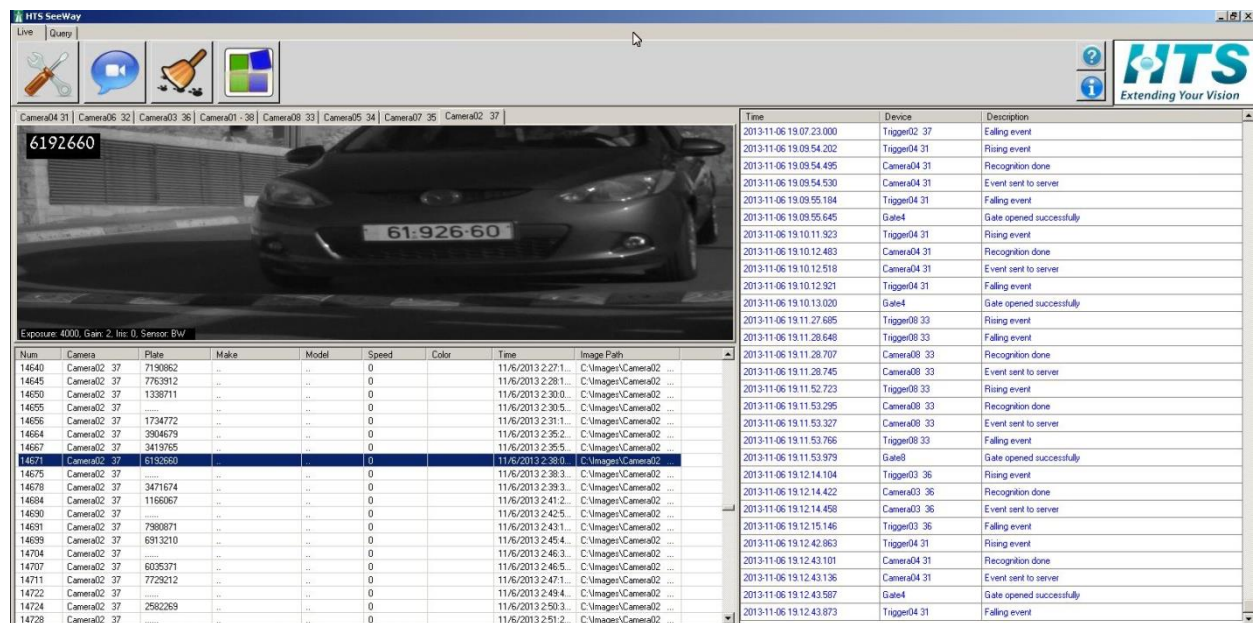 HTS SeeWay
Live Query
HTS
Extending Your Vision
Camera04 31 Camera06 32 Camera03 36 Camera01 - 38 Camera08 33 Camera05 34 Camera07 35 Camera02 37
6192660
61·926·60
Exposure: 4000, Gain: 2, Iris: 0, Sensor: BW
Num Camera Plate Make Model Speed Color Time Image Path
14640 Camera02 37 7190862 .. .. 0 11/6/2013 2:27:1... C:\Images\Camera02 ...
14645 Camera02 37 7763912 .. .. 0 11/6/2013 2:28:1... C:\Images\Camera02 ...
14650 Camera02 37 1338711 .. .. 0 11/6/2013 2:30:0... C:\Images\Camera02 ...
14655 Camera02 37 ...... .. .. 0 11/6/2013 2:30:5... C:\Images\Camera02 ...
14656 Camera02 37 1734772 .. .. 0 11/6/2013 2:31:1... C:\Images\Camera02 ...
14664 Camera02 37 3904679 .. .. 0 11/6/2013 2:35:2... C:\Images\Camera02 ...
14667 Camera02 37 3419765 .. .. 0 11/6/2013 2:35:5... C:\Images\Camera02 ...
14671 Camera02 37 6192660 .. .. 0 11/6/2013 2:38:0... C:\Images\Camera02 ...
14675 Camera02 37 ...... .. .. 0 11/6/2013 2:38:3... C:\Images\Camera02 ...
14678 Camera02 37 3471674 .. .. 0 11/6/2013 2:39:3... C:\Images\Camera02 ...
14684 Camera02 37 1166067 .. .. 0 11/6/2013 2:41:2... C:\Images\Camera02 ...
14690 Camera02 37 ...... .. .. 0 11/6/2013 2:42:5... C:\Images\Camera02 ...
14691 Camera02 37 7980871 .. .. 0 11/6/2013 2:43:1... C:\Images\Camera02 ...
14699 Camera02 37 6913210 .. .. 0 11/6/2013 2:45:4... C:\Images\Camera02 ...
14704 Camera02 37 ...... .. .. 0 11/6/2013 2:46:3... C:\Images\Camera02 ...
14707 Camera02 37 6035371 .. .. 0 11/6/2013 2:46:5... C:\Images\Camera02 ...
14711 Camera02 37 7729212 .. .. 0 11/6/2013 2:47:1... C:\Images\Camera02 ...
14722 Camera02 37 ...... .. .. 0 11/6/2013 2:49:4... C:\Images\Camera02 ...
14724 Camera02 37 2582269 .. .. 0 11/6/2013 2:50:3... C:\Images\Camera02 ...
14728 Camera02 37 ...... .. .. 0 11/6/2013 2:51:2... C:\Images\Camera02 ...
Time Device Description
2013-11-06 19.07.23.000 Trigger02 37 Falling event
2013-11-06 19.09.54.202 Trigger04 31 Rising event
2013-11-06 19.09.54.495 Camera04 31 Recognition done
2013-11-06 19.09.54.530 Camera04 31 Event sent to server
2013-11-06 19.09.55.184 Trigger04 31 Falling event
2013-11-06 19.09.55.645 Gate4 Gate opened successfully
2013-11-06 19.10.11.923 Trigger04 31 Rising event
2013-11-06 19.10.12.483 Camera04 31 Recognition done
2013-11-06 19.10.12.518 Camera04 31 Event sent to server
2013-11-06 19.10.12.921 Trigger04 31 Falling event
2013-11-06 19.10.13.020 Gate4 Gate opened successfully
2013-11-06 19.11.27.685 Trigger08 33 Rising event
2013-11-06 19.11.28.648 Trigger08 33 Falling event
2013-11-06 19.11.28.707 Camera08 33 Recognition done
2013-11-06 19.11.28.745 Camera08 33 Event sent to server
2013-11-06 19.11.52.723 Trigger08 33 Rising event
2013-11-06 19.11.53.295 Camera08 33 Recognition done
2013-11-06 19.11.53.327 Camera08 33 Event sent to server
2013-11-06 19.11.53.766 Trigger08 33 Falling event
2013-11-06 19.11.53.979 Gate8 Gate opened successfully
2013-11-06 19.12.14.104 Trigger03 36 Rising event
2013-11-06 19.12.14.422 Camera03 36 Recognition done
2013-11-06 19.12.14.458 Camera03 36 Event sent to server
2013-11-06 19.12.15.146 Trigger03 36 Falling event
2013-11-06 19.12.42.863 Trigger04 31 Rising event
2013-11-06 19.12.43.101 Camera04 31 Recognition done
2013-11-06 19.12.43.136 Camera04 31 Event sent to server
2013-11-06 19.12.43.587 Gate4 Gate opened successfully
2013-11-06 19.12.43.873 Trigger04 31 Falling event